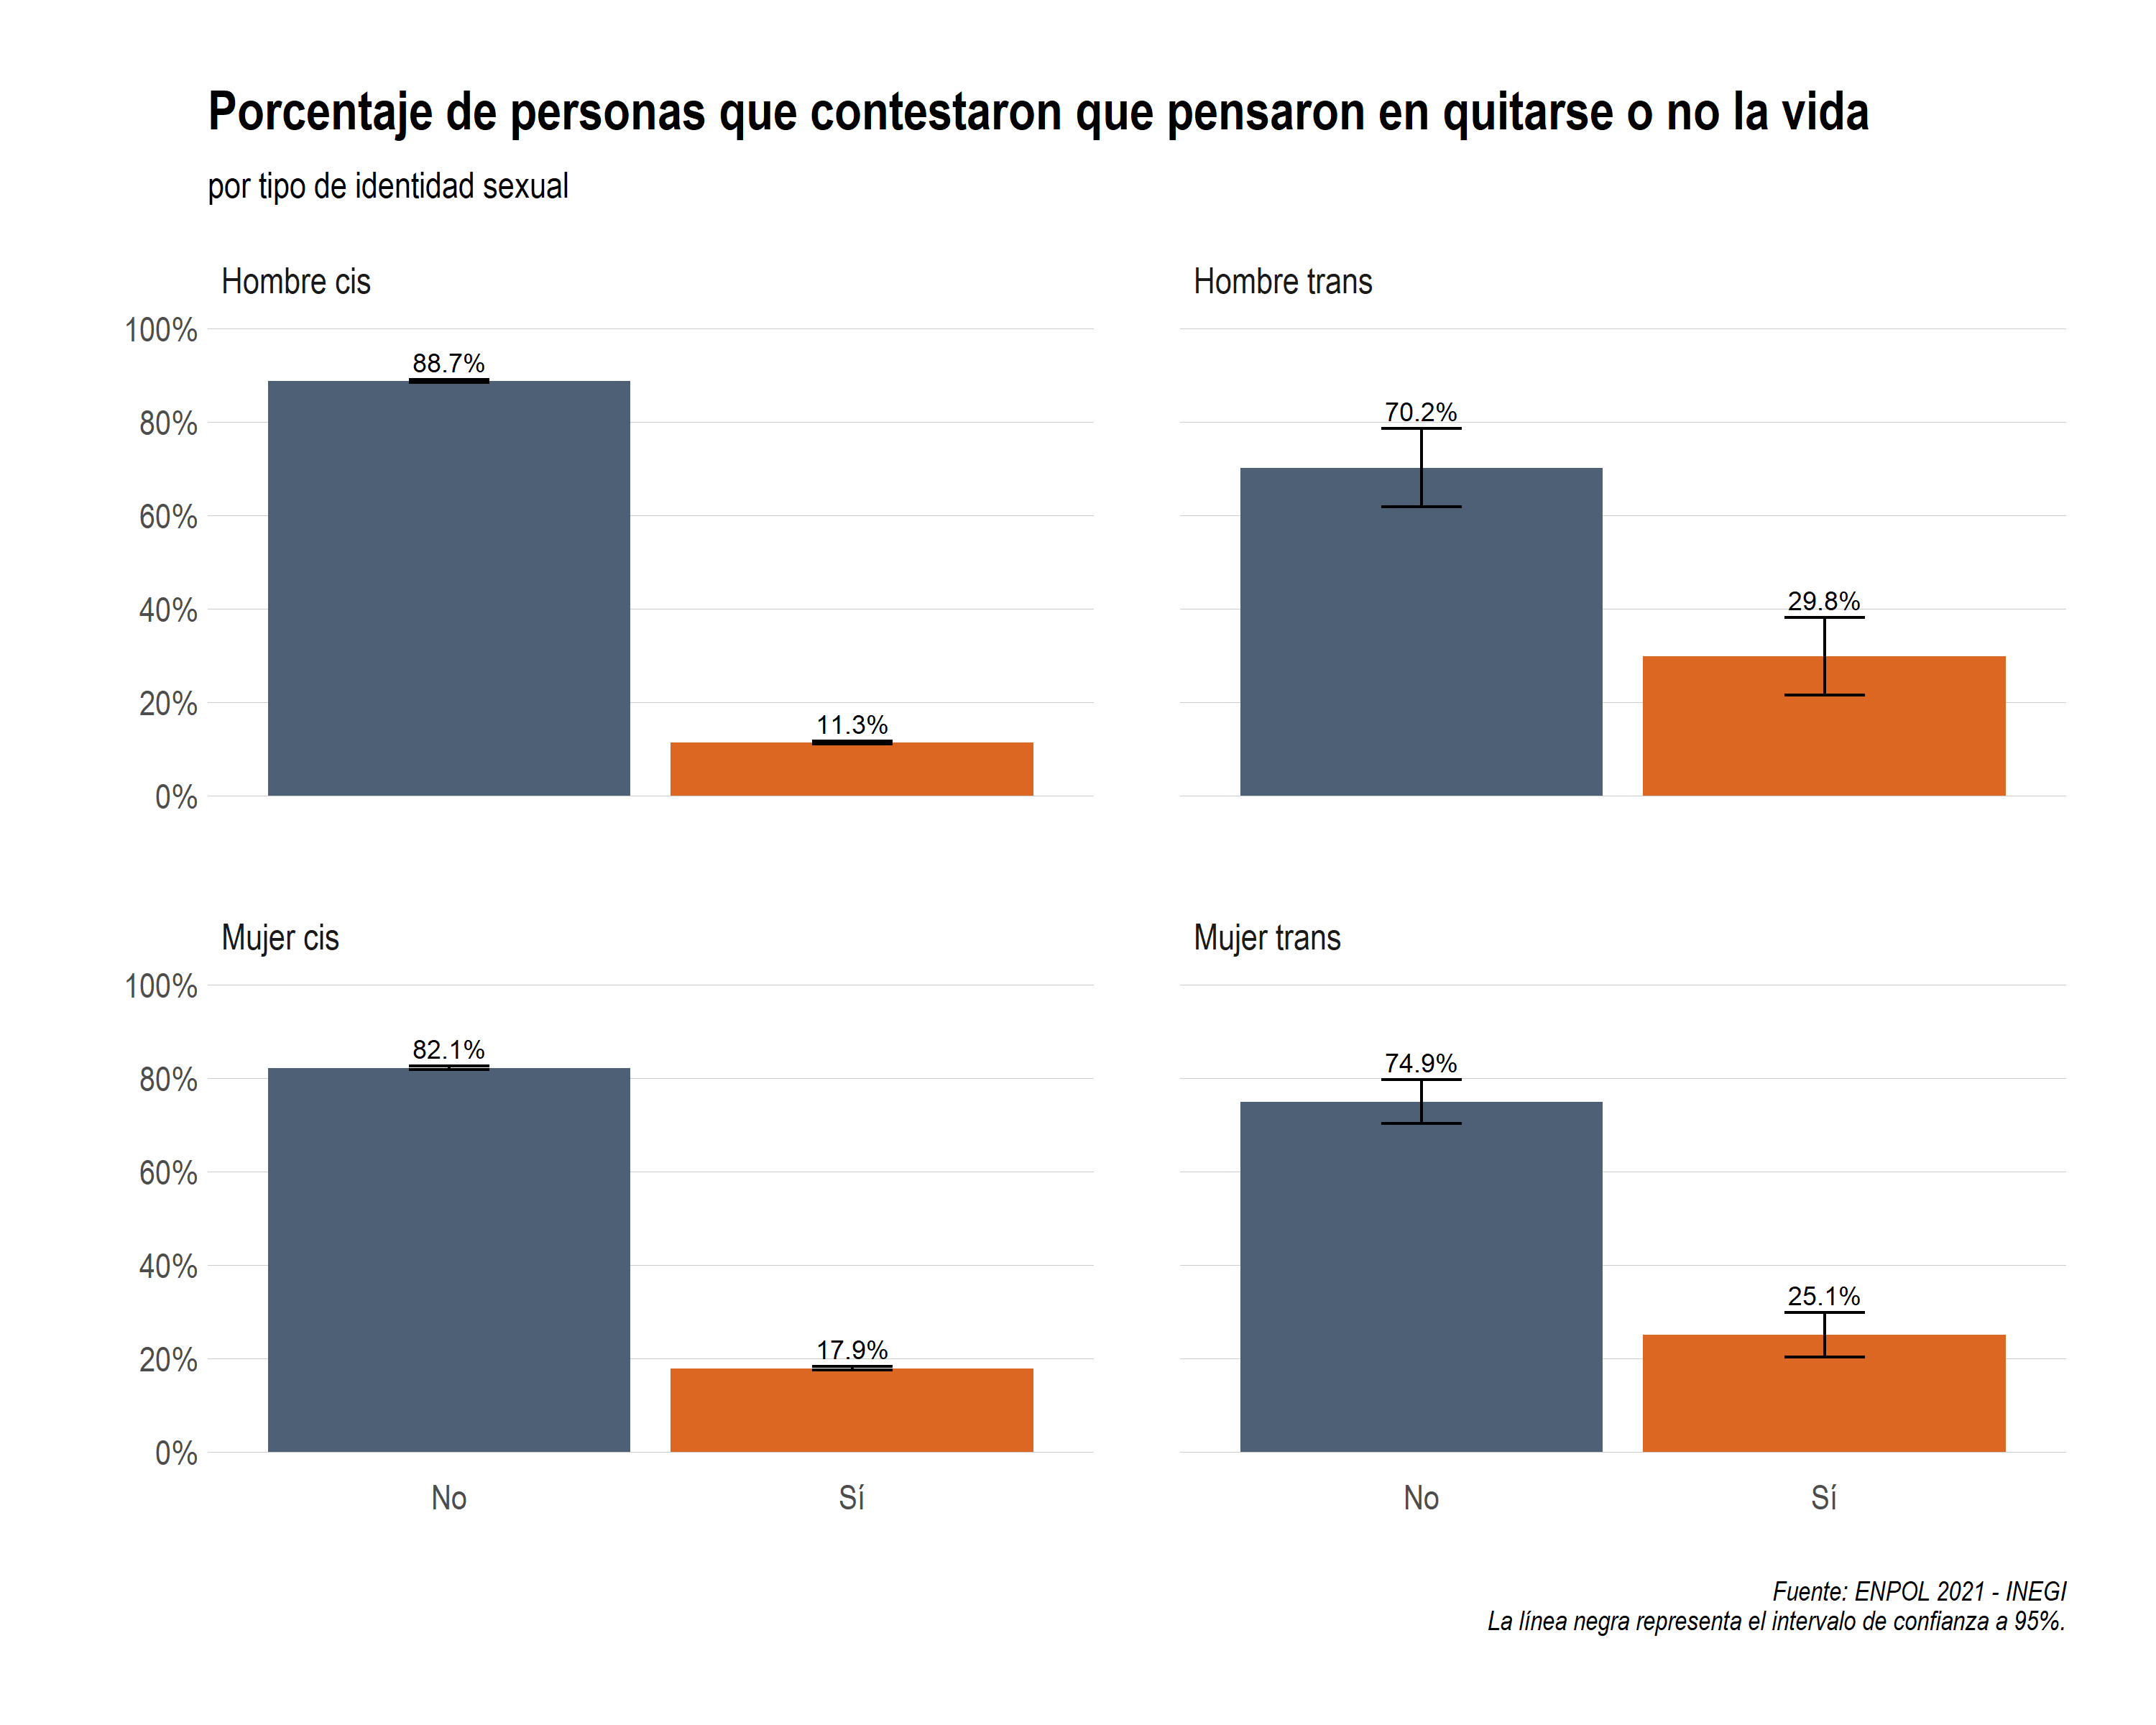 Porcentaje de personas que contestaron que pensaron en quitarse o no la vida
por tipo de identidad sexual
Hombre cis
100%
80%
60%
40%
20%
0%
88.7%
11.3%
Hombre trans
70.2%
29.8%
Mujer cis
100%
80%
60%
40%
20%
0%
82.1%
17.9%
No
Sí
Mujer trans
74.9%
25.1%
No
Sí
Fuente: ENPOL 2021 - INEGI
La línea negra representa el intervalo de confianza a 95%.